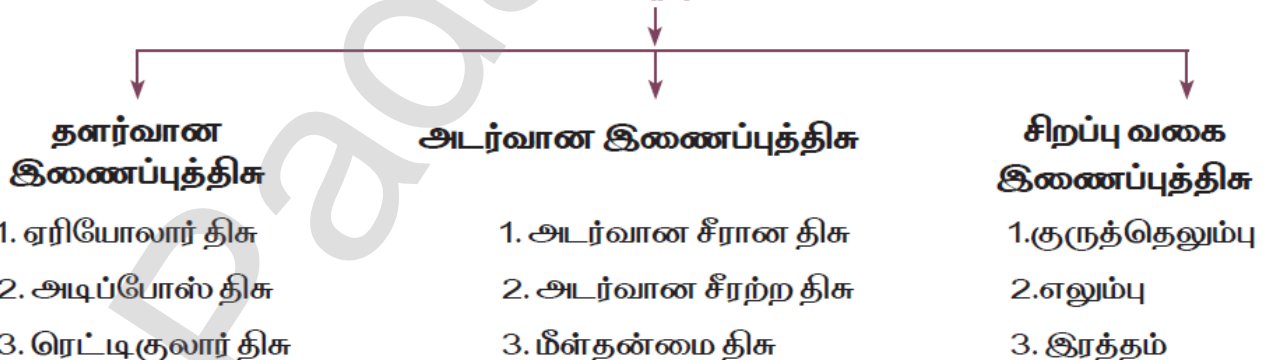 தளர்வான
இணைப்புத்திசு
1. ஏரியோலார் திசு
2. அடிப்போஸ் திசு
3. ரெட்டிகுலார் திசு
அடர்வான இணைப்புத்திசு
1. அடர்வான சீரான திசு
2. அடர்வான சீரற்ற திசு
3. மீள்தன்மை திசு
சிறப்பு வகை
இணைப்புத்திசு
1.குருத்தெலும்பு
2.எலும்பு
3. இரத்தம்